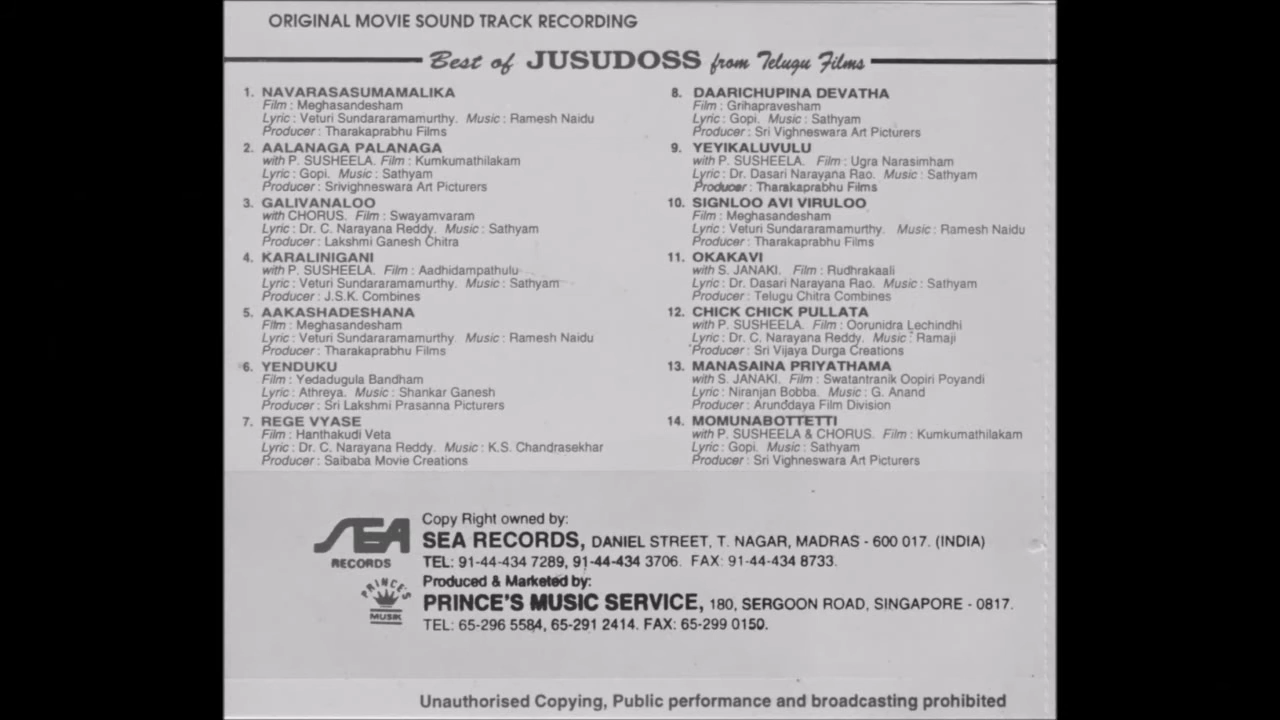 ORIGINAL MOVIE SOUND TRACK RECORDING
Best of JUSUDOSS from Telugu Films
1. NAVARASASUMAMALIKA
Film : Meghasandesham
Lyric : Veturi Sundararamamurthy. Music : Ramesh Naidu
Producer : Tharakaprabhu Films
2. AALANAGA PALANAGA
with P. SUSHEELA. Film : Kumkumathilakam
Lyric : Gopi. Music : Sathyam
Producer : Srivighneswara Art Picturers
3. GALIVANALOO
with CHORUS. Film : Swayamvaram
Lyric : Dr. C. Narayana Reddy. Music : Sathyam
Producer : Lakshmi Ganesh Chitra
4. KARALINIGANI
with P. SUSHEELA. Film : Aadhidampathulu
Lyric : Veturi Sundararamamurthy. Music : Sathyam
Producer : J.S.K. Combines
5. AAKASHADESHANA
Film : Meghasandesham
Lyric : Veturi Sundararamamurthy. Music : Ramesh Naidu
Producer : Tharakaprabhu Films
6. YENDUKU
Film : Yedadugula Bandham
Lyric : Athreya. Music : Shankar Ganesh
Producer : Sri Lakshmi Prasanna Picturers
7. REGE VYASE
Film : Hanthakudi Veta
Lyric : Dr. C. Narayana Reddy. Music : K.S. Chandrasekhar
Producer : Saibaba Movie Creations
8. DAARICHUPINA DEVATHA
Film : Grihapravesham
Lyric : Gopi. Music : Sathyam
Producer : Sri Vighneswara Art Picturers
9. YEYIKALUVULU
with P. SUSHEELA. Film : Ugra Narasimham
Lyric : Dr. Dasari Narayana Rao. Music : Sathyam
Producer : Tharakaprabhu Films
10. SIGNLOO AVI VIRULOO
Film : Meghasandesham
Lyric : Veturi Sundararamamurthy. Music : Ramesh Naidu
Producer : Tharakaprabhu Films
11. OKAKAVI
with S. JANAKI. Film : Rudhrakaali
Lyric : Dr. Dasari Narayana Rao. Music : Sathyam
Producer : Telugu Chitra Combines
12. CHICK CHICK PULLATA
with P. SUSHEELA. Film : Oorunidra Lechindhi
Lyric : Dr. C. Narayana Reddy. Music : Ramaji
Producer : Sri Vijaya Durga Creations
13. MANASAINA PRIYATHAMA
with S. JANAKI. Film : Swatantranik Oopiri Poyandi
Lyric : Niranjan Bobba. Music : G. Anand
Producer : Arunddaya Film Division
14. MOMUNABOTTETTI
with P. SUSHEELA & CHORUS. Film : Kumkumathilakam
Lyric : Gopi. Music : Sathyam
Producer : Sri Vighneswara Art Picturers
SEA
RECORDS
Copy Right owned by:
SEA RECORDS, DANIEL STREET, T. NAGAR, MADRAS - 600 017. (INDIA)
TEL: 91-44-434 7289, 91-44-434 3706. FAX: 91-44-434 8733.
PRINCE'S
MUSIK
Produced & Marketed by:
PRINCE'S MUSIC SERVICE, 180, SERGOON ROAD, SINGAPORE - 0817.
TEL: 65-296 5584, 65-291 2414. FAX: 65-299 0150.
Unauthorised Copying, Public performance and broadcasting prohibited